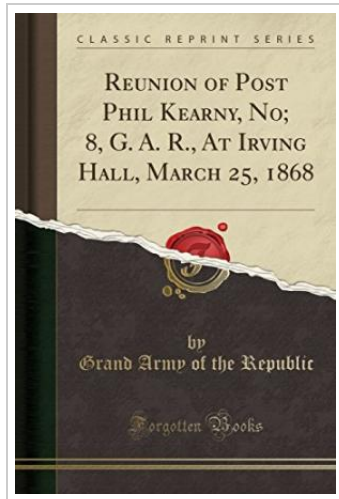 CLASSIC REPRINT SERIES
REUNION OF POST
PHIL KEARNY, NO;
8, G. A. R., AT IRVING
HALL, MARCH 25, 1868
by
Grand Army of the Republic
Forgotten Books